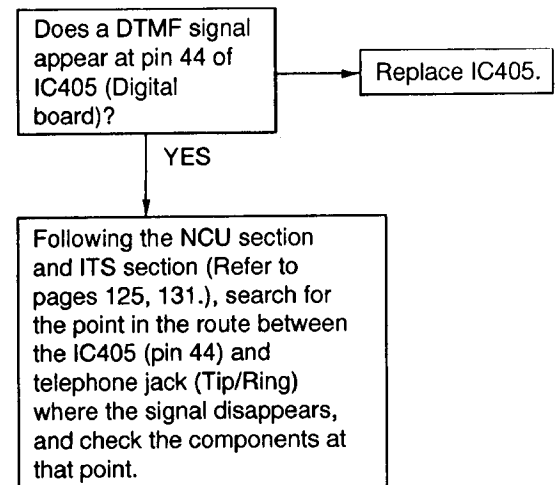 Does a DTMF signal
appear at pin 44 of
IC405 (Digital
board)?
Replace IC405.
YES
Following the NCU section
and ITS section (Refer to
pages 125, 131.), search for
the point in the route between
the IC405 (pin 44) and
telephone jack (Tip/Ring)
where the signal disappears,
and check the components at
that point.